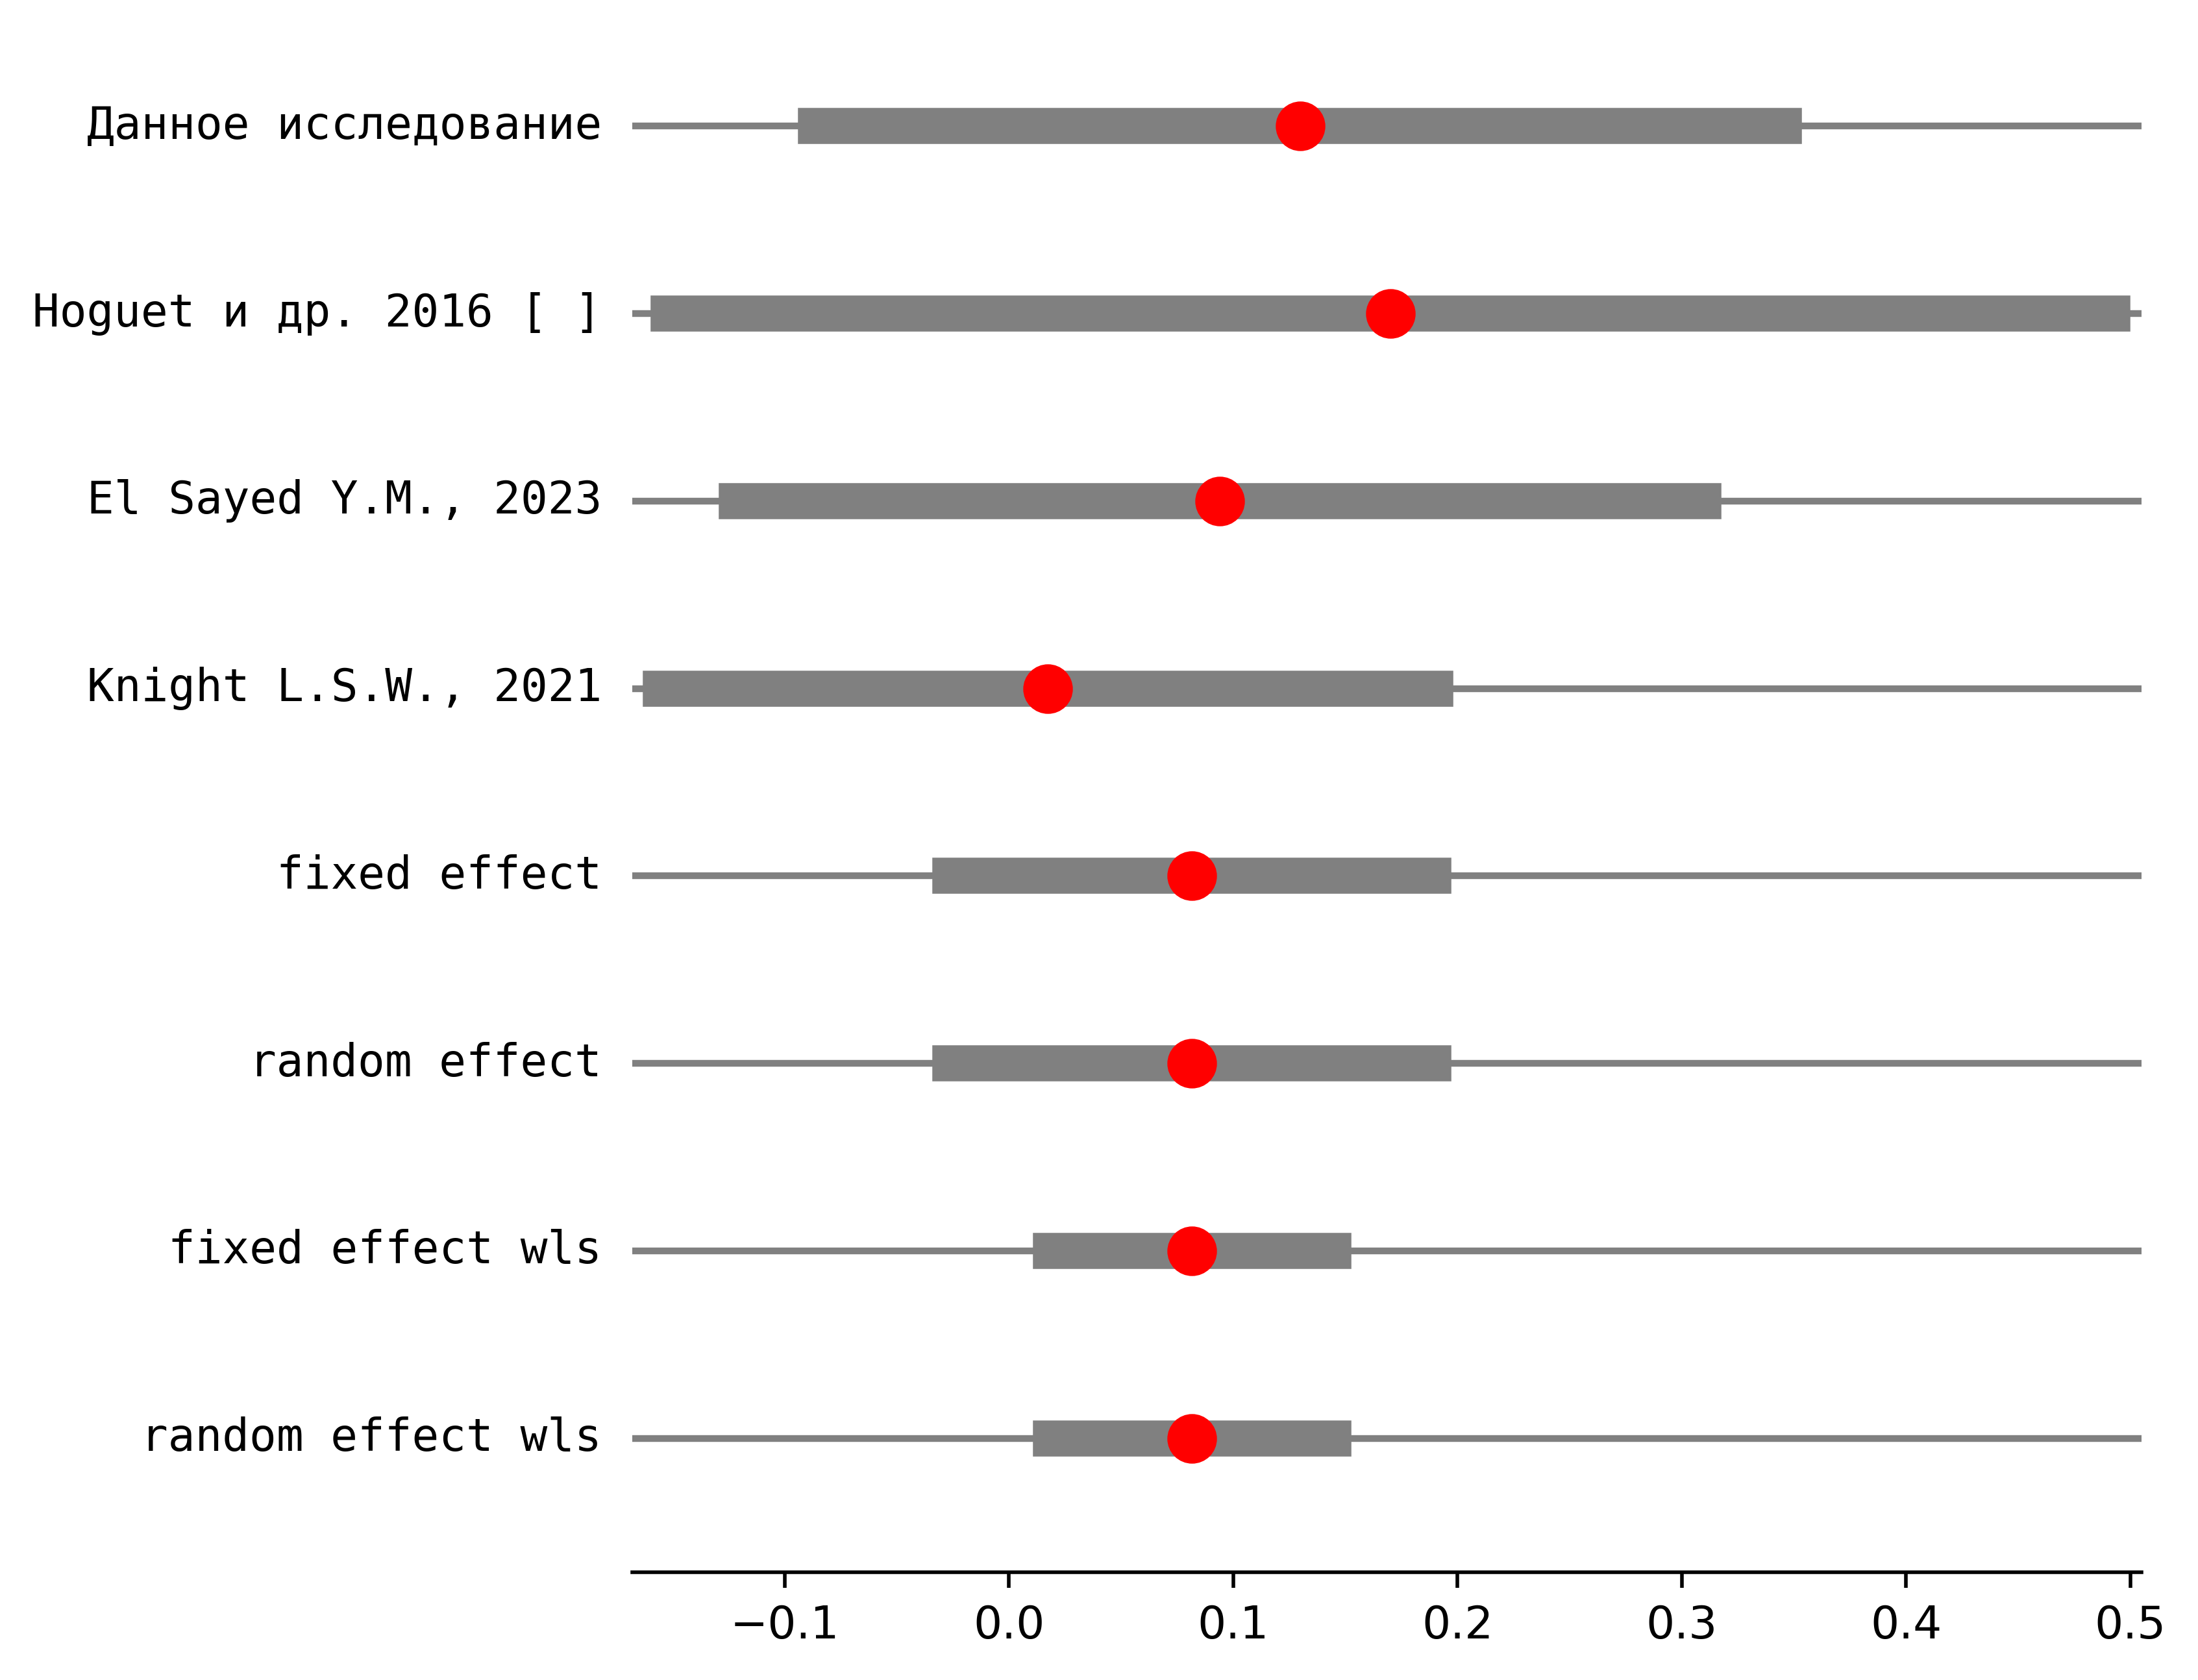 Данное исследование
Hoguet и др. 2016 [ ]
El Sayed Y.M., 2023
Knight L.S.W., 2021
fixed effect
random effect
fixed effect wls
random effect wls
−0.1 0.0 0.1 0.2 0.3 0.4 0.5